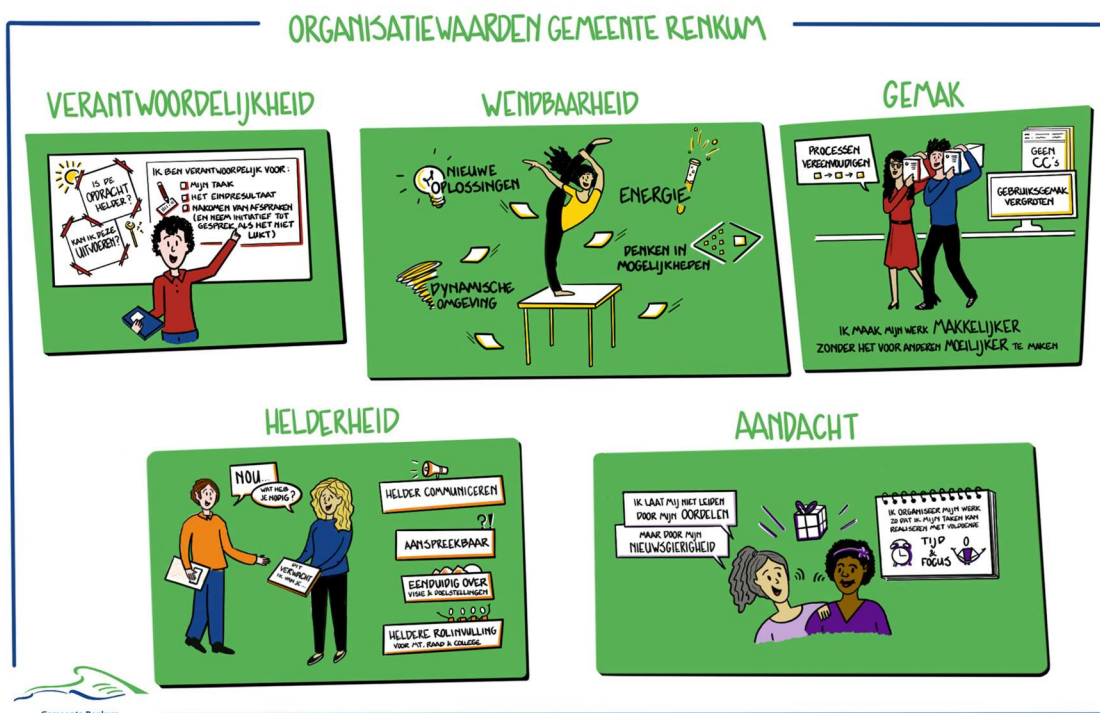 ORGANISATIEWAARDEN GEMEENTE RENKUM
VERANTWOORDELIJKHEID
IS DE
OPDRACHT
HELDER?
KAN IK DEZE
UITVOEREN?
IK BEN VERANTWOORDELIJK VOOR:
MIJN TAAK
HET EINDRESULTAAT
NAKOMEN VAN AFSPRAKEN
(EN NEEM INITIATIEF TOT
GESPREK ALS HET NIET
LUKT)
WENDBAARHEID
NIEUWE
OPLOSSINGEN
ENERGIE
DENKEN IN
MOGELIJKHEDEN
DYNAMISCHE
OMGEVING
GEMAK
PROCESSEN
VEREENVOUDIGEN
GEEN
CC's
GEBRUIKSGEMAK
VERGROTEN
IK MAAK MIJN WERK MAKKELIJKER
ZONDER HET VOOR ANDEREN MOEILIJKER TE MAKEN
HELDERHEID
NOU...
WAT HEB
JE NODIG?
DIT
VERWACHT
IK VAN JE...
HELDER COMMUNICEREN
?!
AANSPREEKBAAR
EENDUIDIG OVER
VISIE & DOELSTELLINGEN
HELDERE ROLINVULLING
VOOR MT, RAAD & COLLEGE
AANDACHT
IK LAAT MIJ NIET LEIDEN
DOOR MIJN OORDELEN
MAAR DOOR MIJN
NIEUWSGIERIGHEID
IK ORGANISEER MIJN WERK
ZO DAT IK MIJN TAKEN KAN
REALISEREN MET VOLDOENDE
TIJD
&
FOCUS